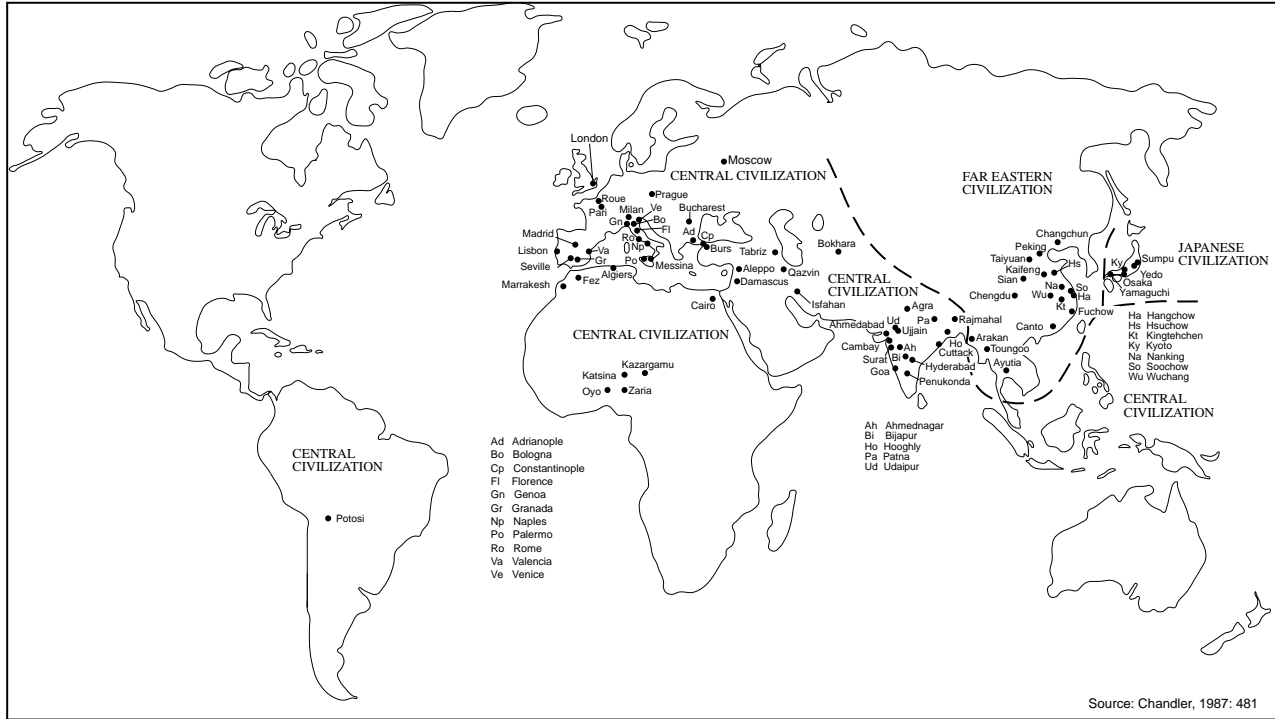 London
Moscow
CENTRAL CIVILIZATION
FAR EASTERN
CIVILIZATION
Prague
Roue
Pari
Milan
Ve
Bucharest
Gn
Bo
Fl
Ad
Cp
Madrid
Ro
Np
Burs
Tabriz
Bokhara
Changchun
Peking
JAPANESE
CIVILIZATION
Lisbon
Va
Gr
Seville
Po
Messina
Algiers
Aleppo
Qazvin
Taiyuan
Hs
Ky
Sumpu
Kaifeng
Yedo
Sian
Osaka
Yamaguchi
Marrakesh
Fez
Damascus
CENTRAL
CIVILIZATION
Isfahan
Na
So
Chengdu
Wu
Ha
Cairo
Agra
Kt
Fuchow
Pa
Rajmahal
Ud
Ahmedabad
Ujjain
Canto
CENTRAL CIVILIZATION
Ho
Arakan
Cambay
Ah
Cuttack
Toungoo
Surat
Bi
Hyderabad
Ayutia
Goa
Penukonda
Ha Hangchow
Hs Hsuchow
Kt Kingtehchen
Ky Kyoto
Na Nanking
So Soochow
Wu Wuchang
Kazargamu
Katsina
Oyo
Zaria
CENTRAL
CIVILIZATION
Ah Ahmednagar
Bi Bijapur
Ho Hooghly
Pa Patna
Ud Udaipur
Ad Adrianople
Bo Bologna
Cp Constantinople
Fl Florence
Gn Genoa
Gr Granada
Np Naples
Po Palermo
Ro Rome
Va Valencia
Ve Venice
CENTRAL
CIVILIZATION
Potosi
Source: Chandler, 1987: 481